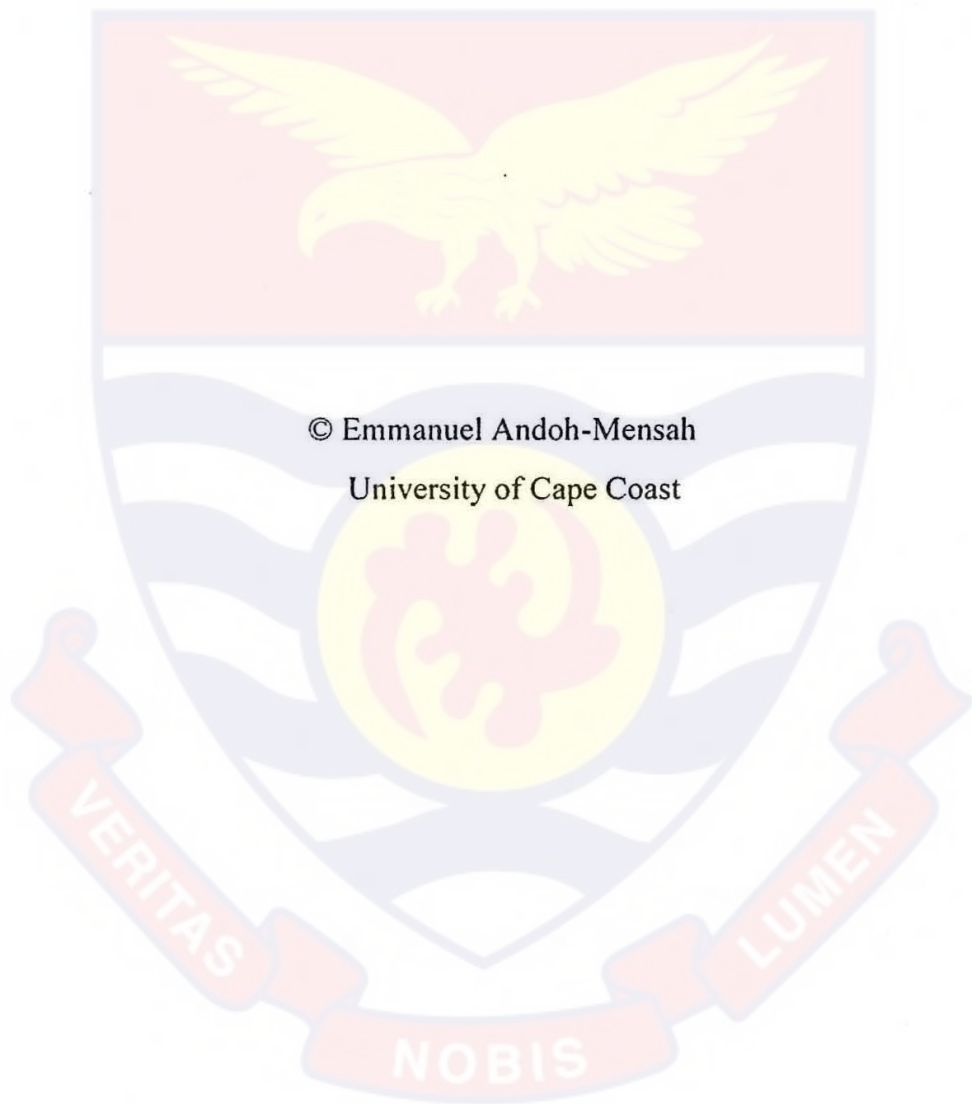 © Emmanuel Andoh-Mensah
University of Cape Coast
VERITAS
NOBIS
LUMEN